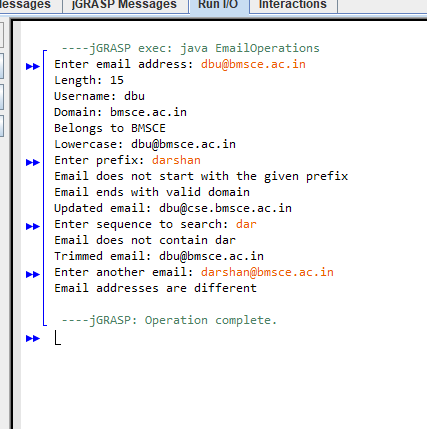 essages jGRASP Messages Run I/O Interactions
----jGRASP exec: java EmailOperations
Enter email address: dbu@bmsce.ac.in
Length: 15
Username: dbu
Domain: bmsce.ac.in
Belongs to BMSCE
Lowercase: dbu@bmsce.ac.in
Enter prefix: darshan
Email does not start with the given prefix
Email ends with valid domain
Updated email: dbu@cse.bmsce.ac.in
Enter sequence to search: dar
Email does not contain dar
Trimmed email: dbu@bmsce.ac.in
Enter another email: darshan@bmsce.ac.in
Email addresses are different
----jGRASP: Operation complete.